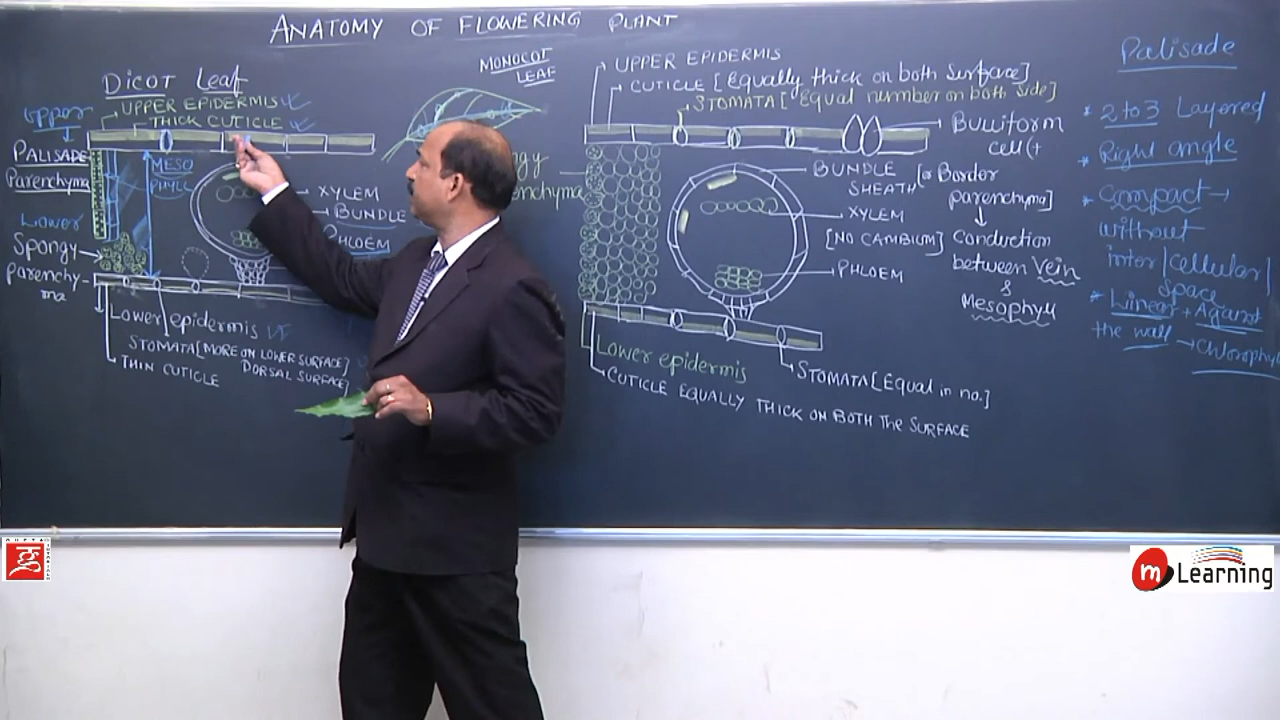 ANATOMY OF FLOWERING PLANT
DICOT Leaf
UPPER EPIDERMIS
THICK CUTICLE
Upper
PALISADE
Parenchyma
MESO
PHYLL
Lower
Spongy
Parenchy-
ma
XYLEM
BUNDLE
PHLOEM
Lower epidermis
STOMATA [MORE ON LOWER SURFACE]
DORSAL SURFACE]
THIN CUTICLE
MONOCOT
LEAF
UPPER EPIDERMIS
CUTICLE [Equally thick on both surface]
STOMATA [Equal number on both side]
Bulliform
cell (+
BUNDLE
SHEATH
[or Border
parenchyma]
XYLEM
[NO CAMBIUM]
PHLOEM
Conduction
between Vein
&
Mesophyll
Lower epidermis
STOMATA [Equal in no.]
CUTICLE EQUALLY THICK ON BOTH The SURFACE
Palisade
* 2 to 3 Layered
* Right angle
* Compact →
without
inter/cellular/
space
* Linear + Against
the wall → chlorophyll
m Learning